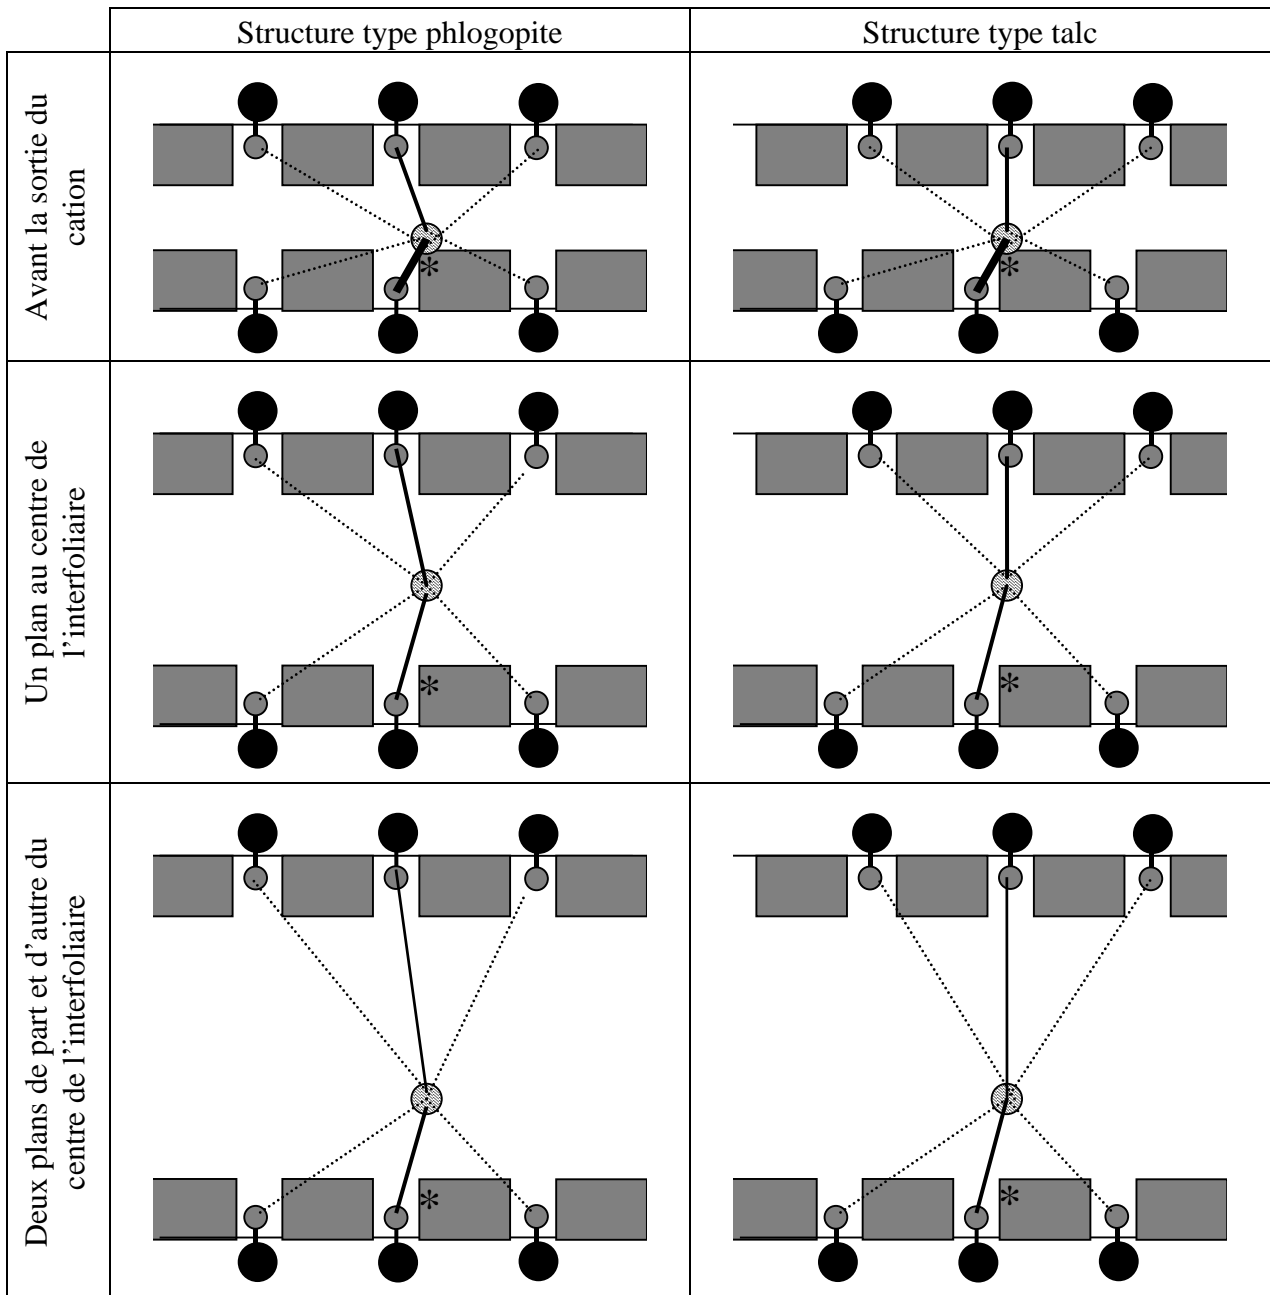 Structure type phlogopite
Structure type talc
Avant la sortie du
cation
*
*
Un plan au centre de
l’interfoliaire
*
*
Deux plans de part et d’autre du
centre de l’interfoliaire
*
*